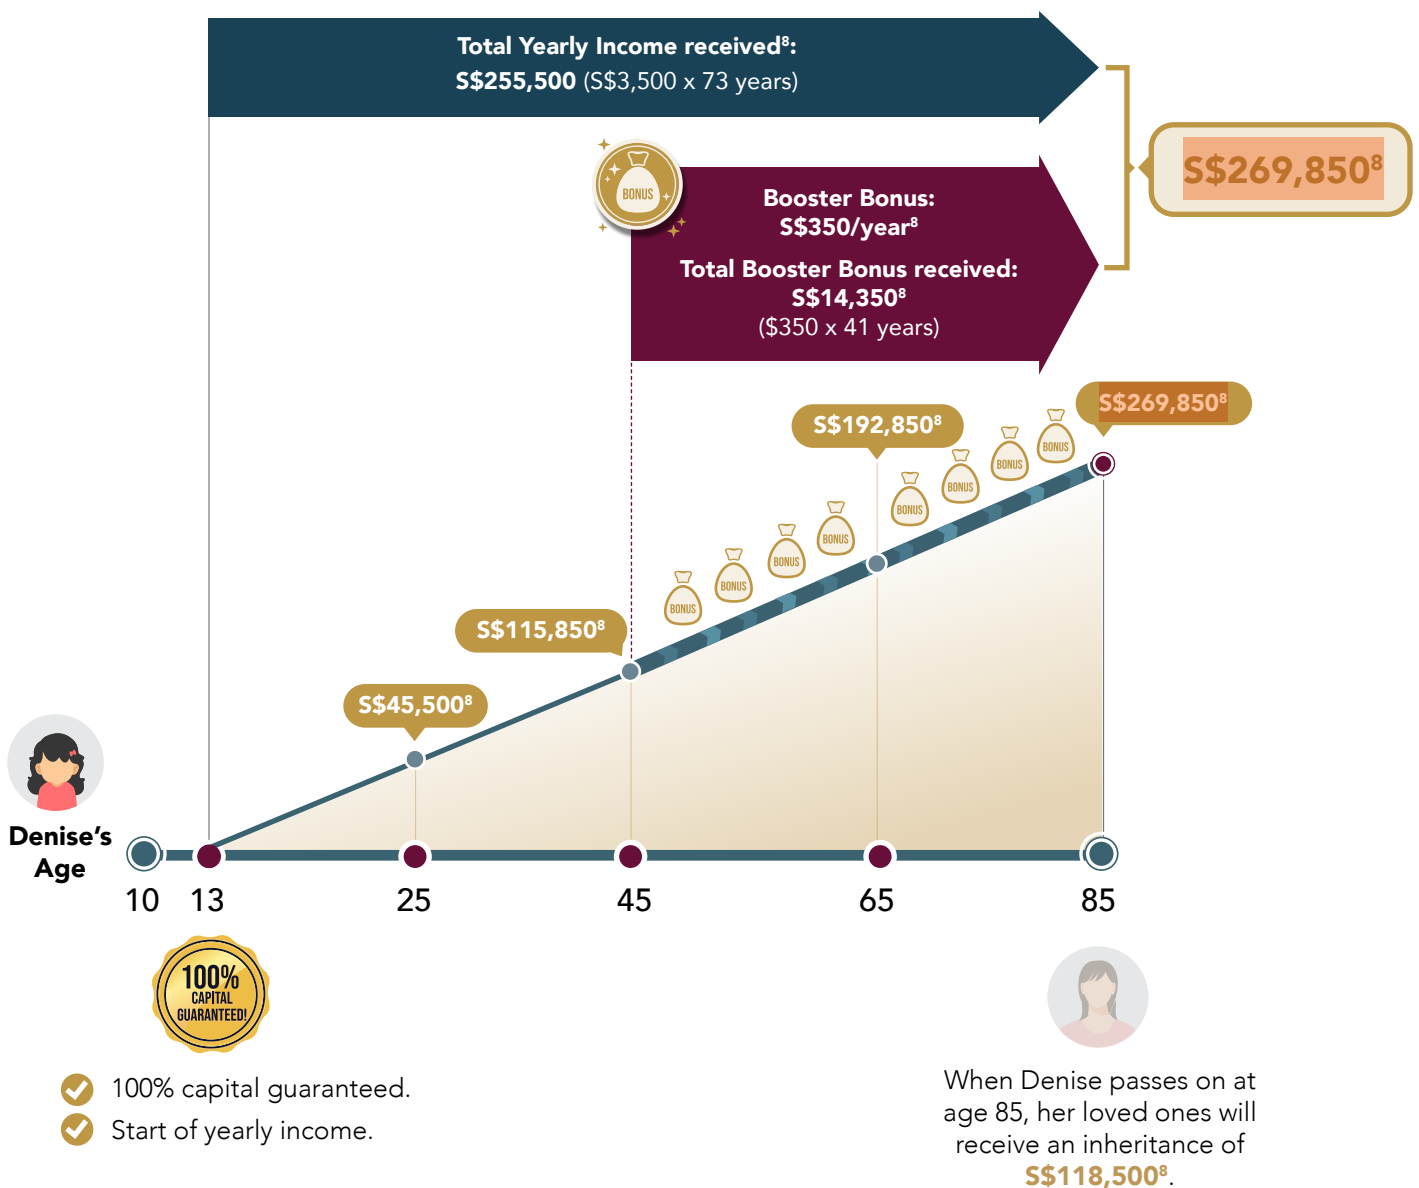 Total Yearly Income received⁸:
S$255,500 (S$3,500 x 73 years)
S$269,850⁸
BONUS
Booster Bonus:
S$350/year⁸
Total Booster Bonus received:
S$14,350⁸
($350 x 41 years)
S$269,850⁸
S$192,850⁸
BONUS
BONUS
BONUS
BONUS
BONUS
BONUS
BONUS
BONUS
S$115,850⁸
S$45,500⁸
Denise's
Age
10 13 25 45 65 85
100%
CAPITAL
GUARANTEED!
100% capital guaranteed.
Start of yearly income.
When Denise passes on at
age 85, her loved ones will
receive an inheritance of
S$118,500⁸.